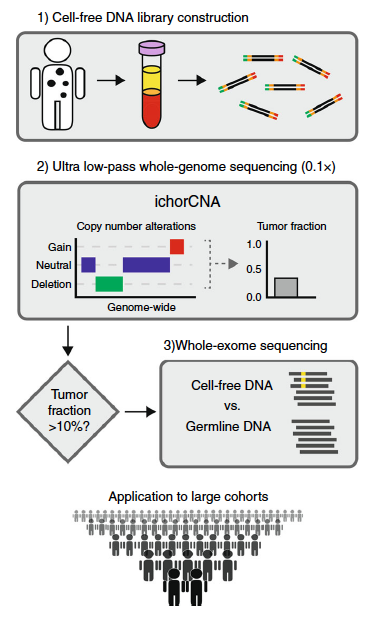 1) Cell-free DNA library construction
2) Ultra low-pass whole-genome sequencing (0.1×)
ichorCNA
Copy number alterations
Tumor fraction
Gain
Neutral
Deletion
Genome-wide
1.0
0.5
0.0
3)Whole-exome sequencing
Tumor
fraction
>10%?
Cell-free DNA
vs.
Germline DNA
Application to large cohorts